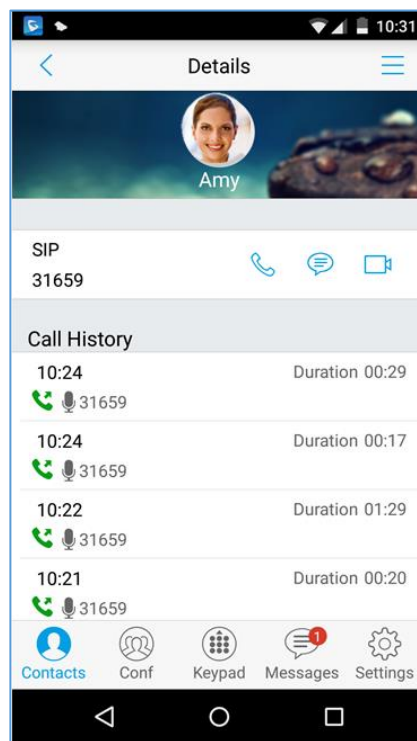 10:31
Details
Amy
SIP
31659
Call History
10:24 Duration 00:29
31659
10:24 Duration 00:17
31659
10:22 Duration 01:29
31659
10:21 Duration 00:20
31659
1
Contacts Conf Keypad Messages Settings